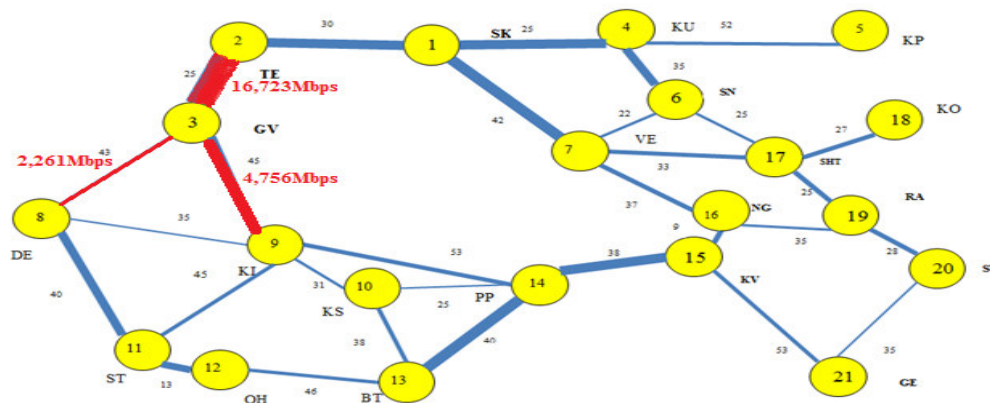 30
25
52
2
1
SK
4
KU
5
KP
25
TE
35
16,723Mbps
6
SN
42
22
25
KO
18
3
GV
27
7
VE
17
SHT
43
2,261Mbps
45
4,756Mbps
33
25
RA
37
NG
16
19
8
35
9
35
28
DE
9
53
38
15
20
S
45
KI
31
10
14
PP
KV
KS
25
40
40
38
53
35
11
12
13
21
GE
ST
13
OH
46
BT